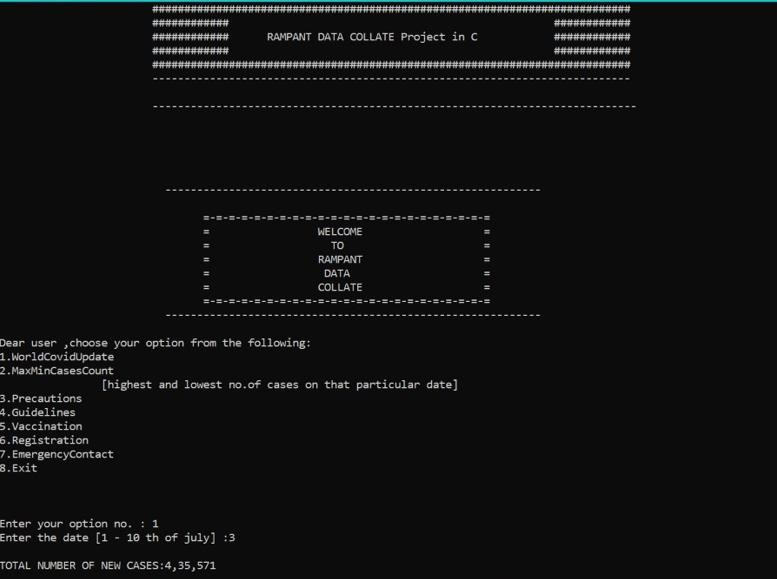 ###########################################################################
############ ############
############ RAMPANT DATA COLLATE Project in C ############
############ ############
###########################################################################
---------------------------------------------------------------------------
----------------------------------------------------------------------------
-----------------------------------------------------------
=-=-=-=-=-=-=-=-=-=-=-=-=-=-=-=-=-=-=-=-=-=-=
= WELCOME =
= TO =
= RAMPANT =
= DATA =
= COLLATE =
=-=-=-=-=-=-=-=-=-=-=-=-=-=-=-=-=-=-=-=-=-=-=
-----------------------------------------------------------
Dear user ,choose your option from the following:
1.WorldCovidUpdate
2.MaxMinCasesCount
[highest and lowest no.of cases on that particular date]
3.Precautions
4.Guidelines
5.Vaccination
6.Registration
7.EmergencyContact
8.Exit
Enter your option no. : 1
Enter the date [1 - 10 th of july] :3
TOTAL NUMBER OF NEW CASES:4,35,571